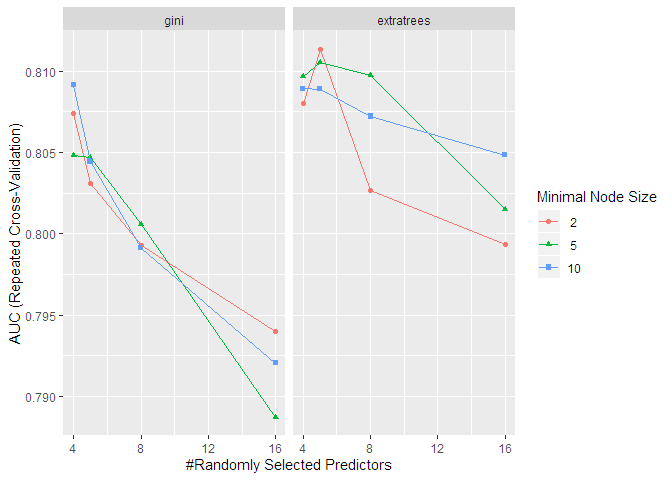 gini
extratrees
AUC (Repeated Cross-Validation)
0.810
0.805
0.800
0.795
0.790
4 8 12 16
4 8 12 16
#Randomly Selected Predictors
Minimal Node Size
2
5
10